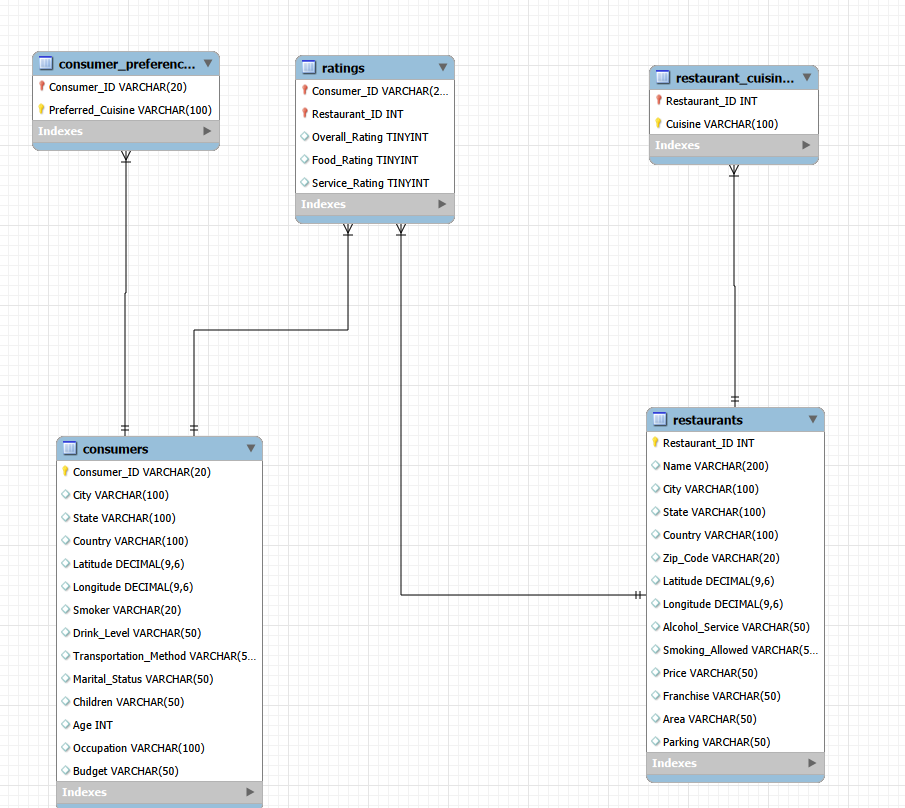 consumer_preferenc...
Consumer_ID VARCHAR(20)
Preferred_Cuisine VARCHAR(100)
Indexes
ratings
Consumer_ID VARCHAR(2...
Restaurant_ID INT
Overall_Rating TINYINT
Food_Rating TINYINT
Service_Rating TINYINT
Indexes
restaurant_cuisin...
Restaurant_ID INT
Cuisine VARCHAR(100)
Indexes
consumers
Consumer_ID VARCHAR(20)
City VARCHAR(100)
State VARCHAR(100)
Country VARCHAR(100)
Latitude DECIMAL(9,6)
Longitude DECIMAL(9,6)
Smoker VARCHAR(20)
Drink_Level VARCHAR(50)
Transportation_Method VARCHAR(5...
Marital_Status VARCHAR(50)
Children VARCHAR(50)
Age INT
Occupation VARCHAR(100)
Budget VARCHAR(50)
Indexes
restaurants
Restaurant_ID INT
Name VARCHAR(200)
City VARCHAR(100)
State VARCHAR(100)
Country VARCHAR(100)
Zip_Code VARCHAR(20)
Latitude DECIMAL(9,6)
Longitude DECIMAL(9,6)
Alcohol_Service VARCHAR(50)
Smoking_Allowed VARCHAR(5...
Price VARCHAR(50)
Franchise VARCHAR(50)
Area VARCHAR(50)
Parking VARCHAR(50)
Indexes